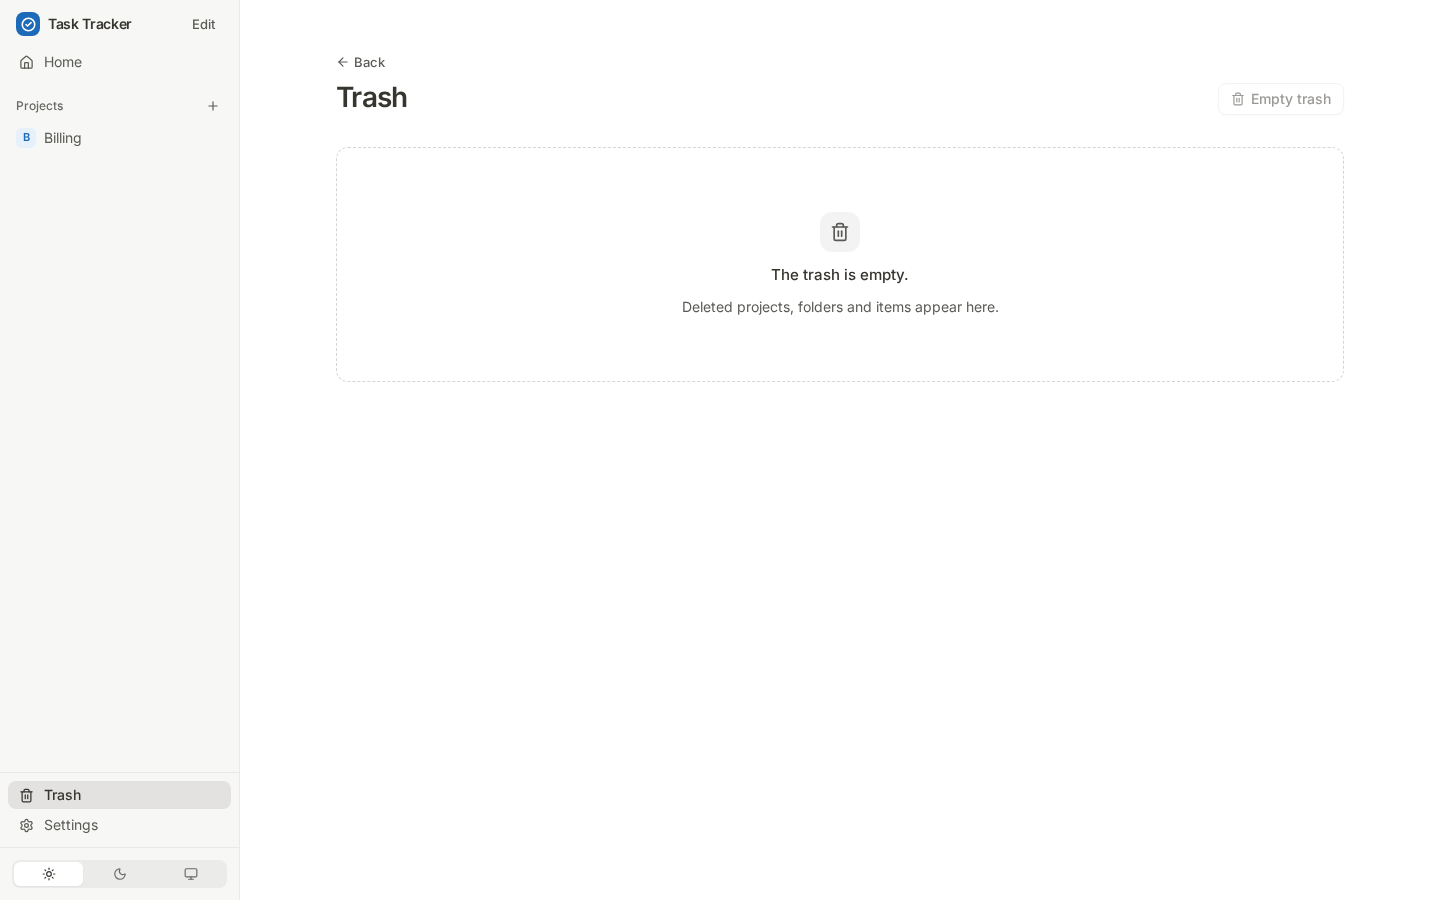 Task Tracker
Edit
Home
Projects
B
Billing
Trash
Settings
Back
Trash
Empty trash
The trash is empty.
Deleted projects, folders and items appear here.